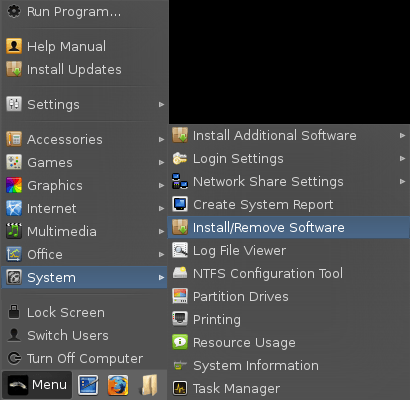 Run Program...
Help Manual
Install Updates
Settings
Accessories
Games
Graphics
Internet
Multimedia
Office
System
Lock Screen
Switch Users
Turn Off Computer
Menu
Install Additional Software
Login Settings
Network Share Settings
Create System Report
Install/Remove Software
Log File Viewer
NTFS Configuration Tool
Partition Drives
Printing
Resource Usage
System Information
Task Manager